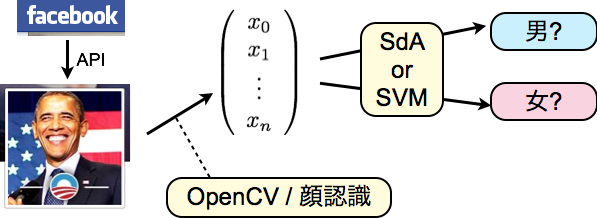 facebook
API
x₀
x₁
⋮
xₙ
SdA
or
SVM
男?
女?
OpenCV / 顔認識